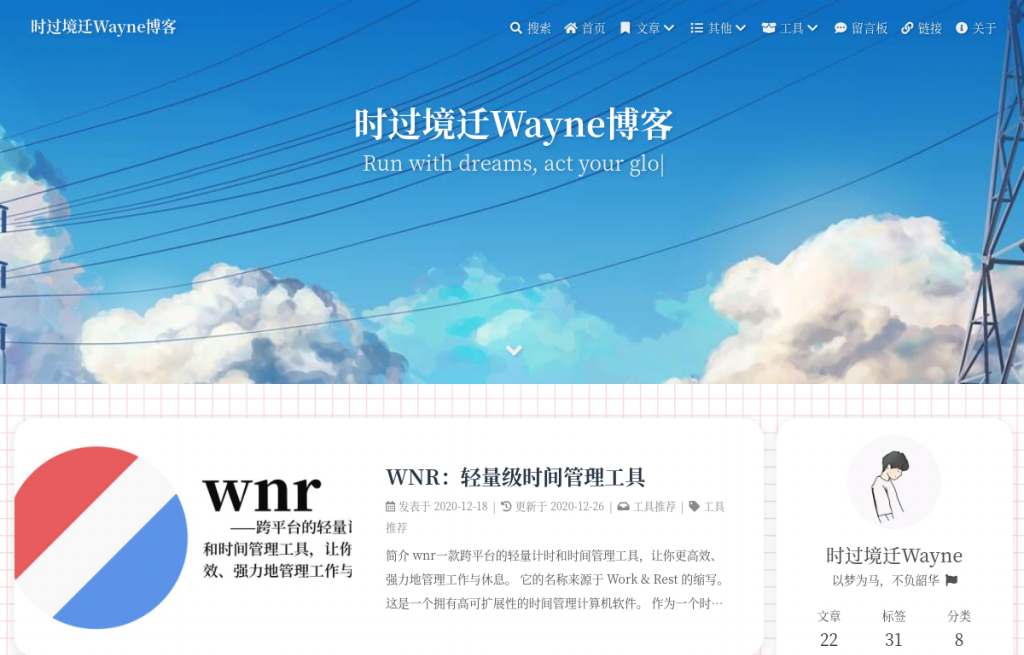 时过境迁Wayne博客
搜索 首页 文章 其他 工具 留言板 链接 关于
时过境迁Wayne博客
Run with dreams, act your glo|
wnr
——跨平台的轻量
和时间管理工具，让你
效、强力地管理工作与
WNR：轻量级时间管理工具
发表于 2020-12-18 | 更新于 2020-12-26 | 工具推荐 | 工具
推荐
简介 wnr一款跨平台的轻量计时和时间管理工具，让你更高效、
强力地管理工作与休息。 它的名称来源于 Work & Rest 的缩写。
这是一个拥有高可扩展性的时间管理计算机软件。 作为一个时…
时过境迁Wayne
以梦为马，不负韶华
文章 标签 分类
22 31 8